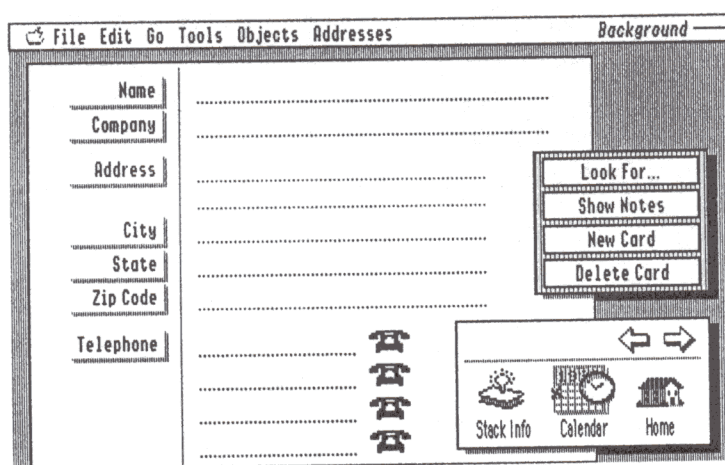 File Edit Go Tools Objects Addresses
Background
Name
Company
Address
City
State
Zip Code
Telephone
Look For...
Show Notes
New Card
Delete Card
Stack Info Calendar Home